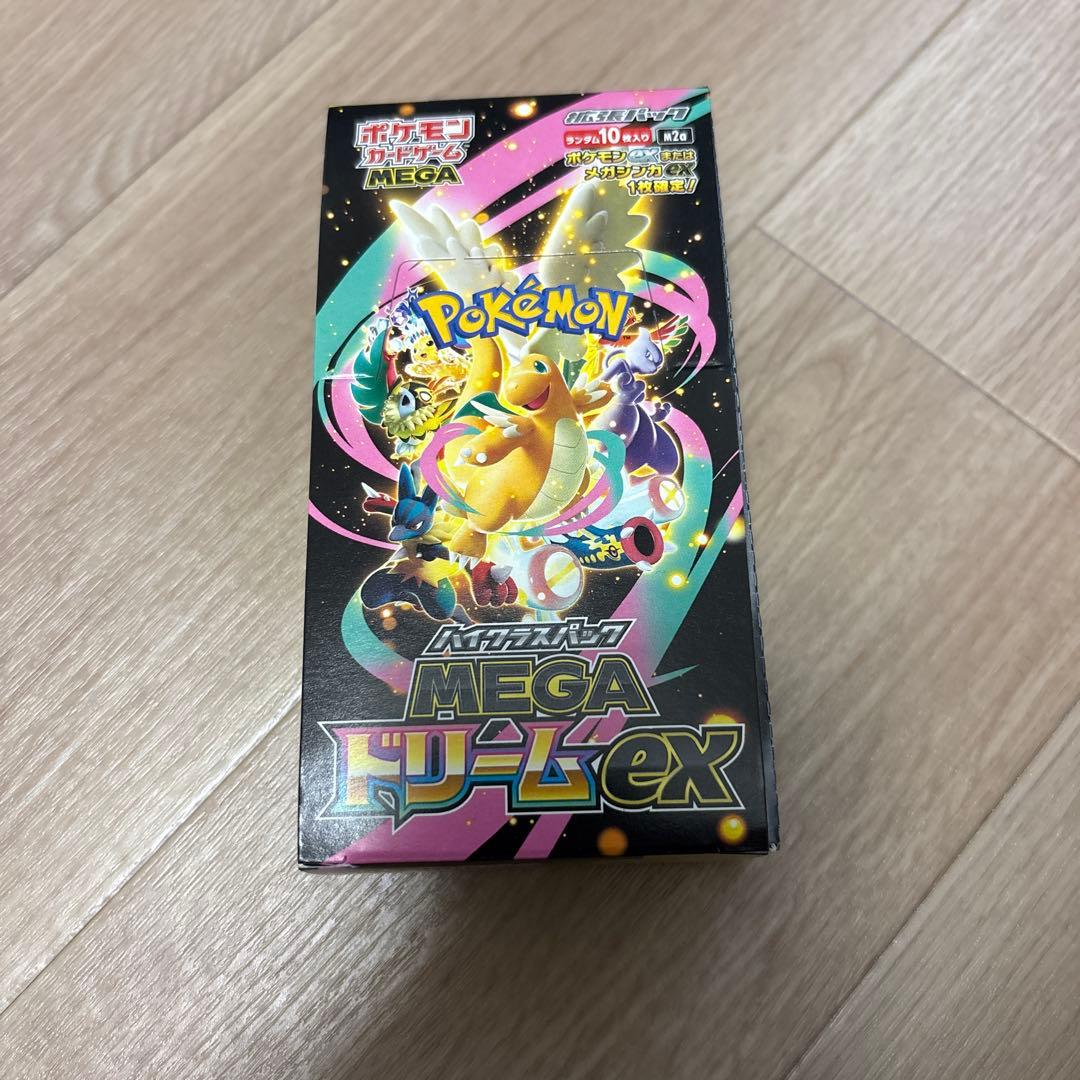 ポケモン
カードゲーム
MEGA
拡張パック
ランダム10枚入り M2a
ポケモンexまたは
メガシンカex
1枚確定!
POKÉMON
TM
ハイクラスパック
MEGA
ドリームex